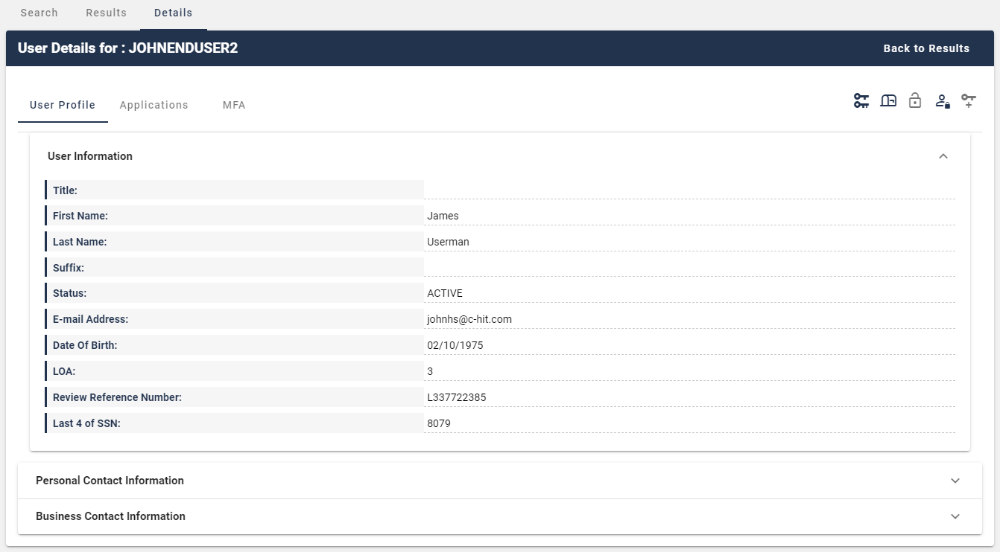 Search Results Details
User Details for : JOHNENDUSER2 Back to Results
User Profile Applications MFA
User Information
Title:
First Name: James
Last Name: Userman
Suffix:
Status: ACTIVE
E-mail Address: johnhs@c-hit.com
Date Of Birth: 02/10/1975
LOA: 3
Review Reference Number: L337722385
Last 4 of SSN: 8079
Personal Contact Information
Business Contact Information